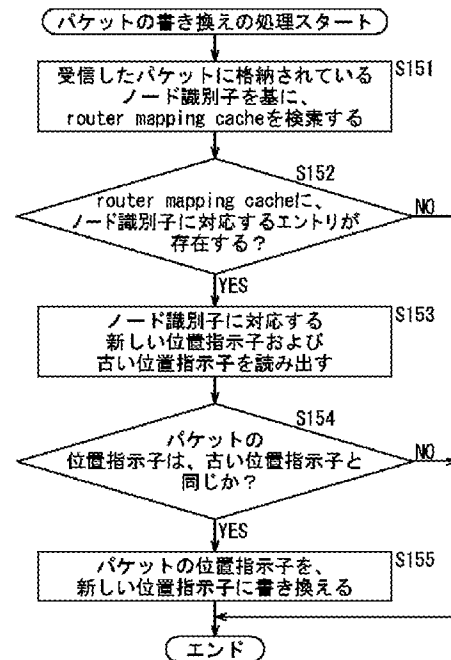 パケットの書き換えの処理スタート
S151
受信したパケットに格納されている
ノード識別子を基に、
router mapping cacheを検索する
S152
router mapping cacheに、
ノード識別子に対応するエントリが
存在する？
NO
YES
S153
ノード識別子に対応する
新しい位置指示子および
古い位置指示子を読み出す
S154
パケットの
位置指示子は、古い位置指示子と
同じか？
NO
YES
S155
パケットの位置指示子を、
新しい位置指示子に書き換える
エンド